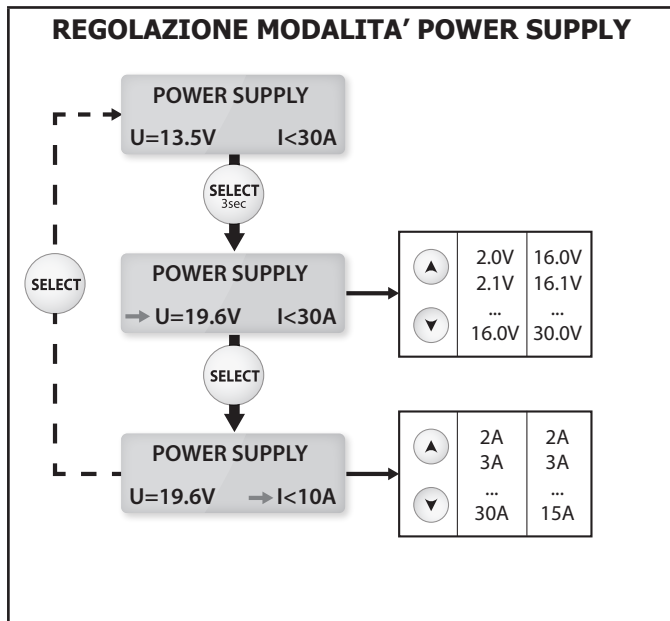 REGOLAZIONE MODALITA’ POWER SUPPLY
POWER SUPPLY
U=13.5V I<30A
SELECT
3sec
POWER SUPPLY
U=19.6V I<30A
2.0V 16.0V
2.1V 16.1V
... ...
16.0V 30.0V
SELECT
SELECT
POWER SUPPLY
U=19.6V I<10A
2A 2A
3A 3A
... ...
30A 15A